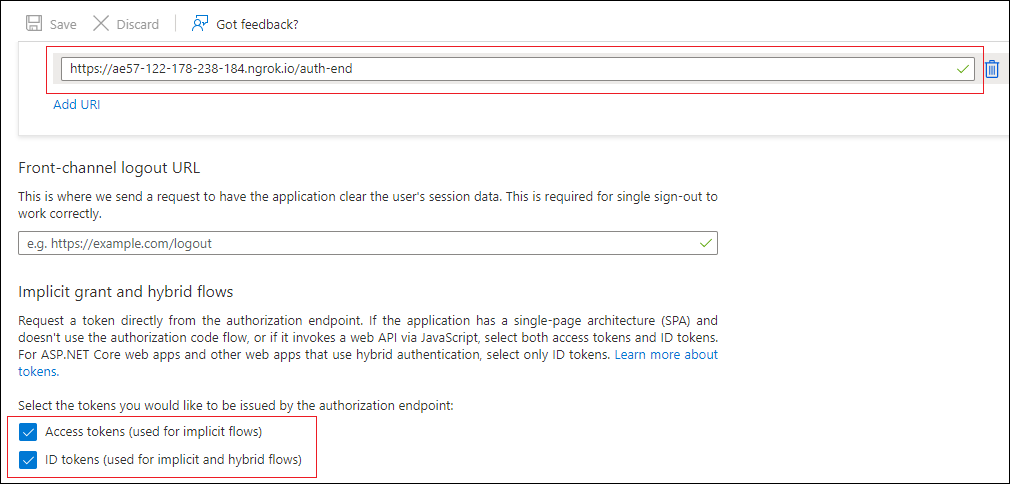 Save Discard Got feedback?
https://ae57-122-178-238-184.ngrok.io/auth-end
Add URI
Front-channel logout URL
This is where we send a request to have the application clear the user's session data. This is required for single sign-out to
work correctly.
e.g. https://example.com/logout
Implicit grant and hybrid flows
Request a token directly from the authorization endpoint. If the application has a single-page architecture (SPA) and
doesn't use the authorization code flow, or if it invokes a web API via JavaScript, select both access tokens and ID tokens.
For ASP.NET Core web apps and other web apps that use hybrid authentication, select only ID tokens. Learn more about
tokens.
Select the tokens you would like to be issued by the authorization endpoint:
Access tokens (used for implicit flows)
ID tokens (used for implicit and hybrid flows)